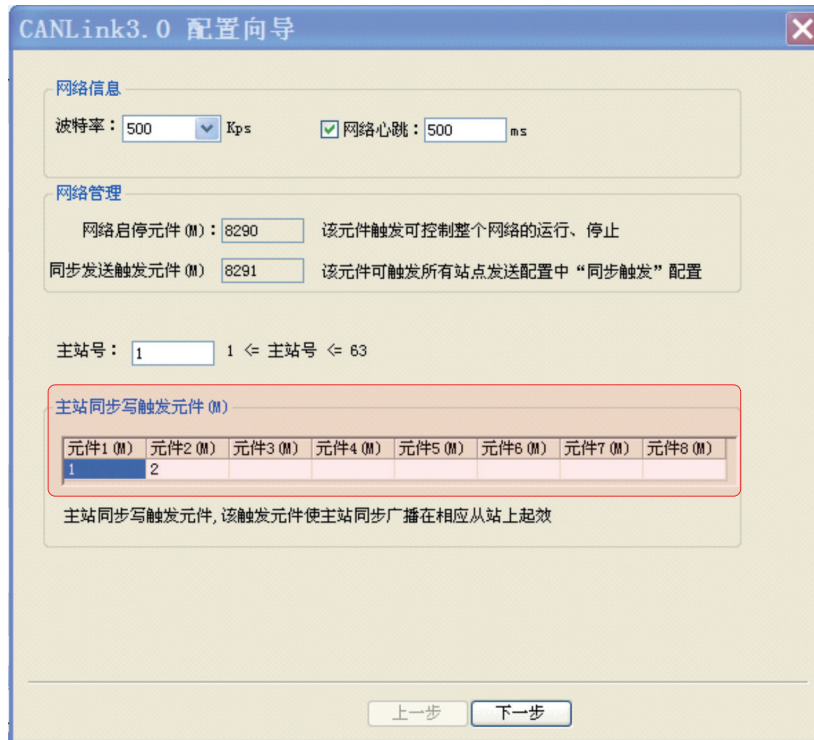 CANLink3.0 配置向导
网络信息
波特率： 500 Kps 网络心跳： 500 ms
网络管理
网络启停元件(M)： 8290 该元件触发可控制整个网络的运行、停止
同步发送触发元件(M) 8291 该元件可触发所有站点发送配置中“同步触发”配置
主站号： 1 1 <= 主站号 <= 63
主站同步写触发元件(M)
元件1(M) 元件2(M) 元件3(M) 元件4(M) 元件5(M) 元件6(M) 元件7(M) 元件8(M)
1 2
主站同步写触发元件,该触发元件使主站同步广播在相应从站上起效
上一步 下一步